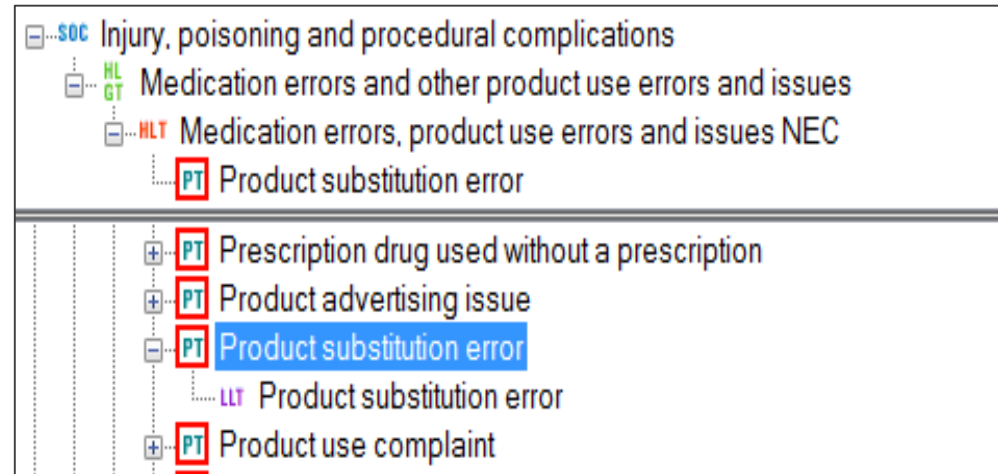 SOC Injury, poisoning and procedural complications
HLGT Medication errors and other product use errors and issues
HLT Medication errors, product use errors and issues NEC
PT Product substitution error
PT Prescription drug used without a prescription
PT Product advertising issue
PT Product substitution error
LLT Product substitution error
PT Product use complaint